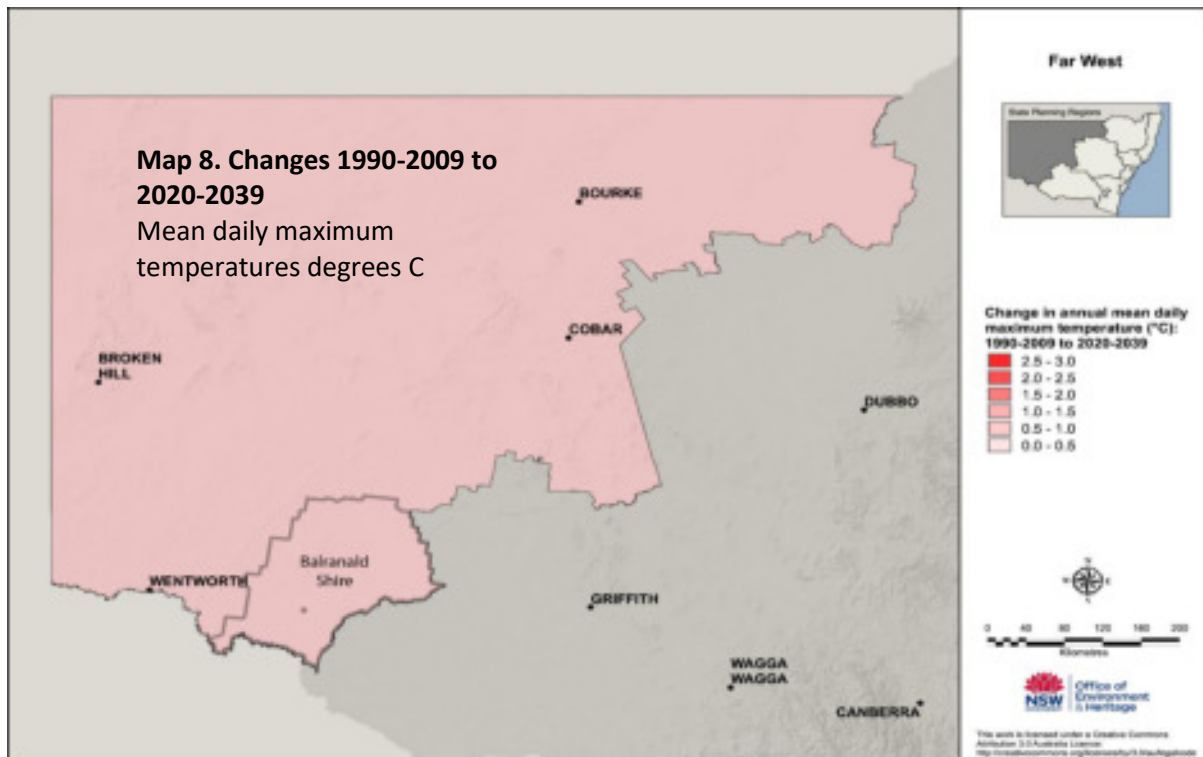 Far West
State Planning Regions
Map 8. Changes 1990-2009 to
2020-2039
Mean daily maximum
temperatures degrees C
BOURKE
COBAR
BROKEN
HILL
DUBBO
Balranald
Shire
WENTWORTH
GRIFFITH
WAGGA
WAGGA
CANBERRA
Change in annual mean daily
maximum temperature (°C):
1990-2009 to 2020-2039
2.5 - 3.0
2.0 - 2.5
1.5 - 2.0
1.0 - 1.5
0.5 - 1.0
0.0 - 0.5
N
W E
S
0 40 80 120 160 200
Kilometres
NSW
Office of
Environment
& Heritage
This work is licensed under a Creative Commons
Attribution 3.0 Australia Licence